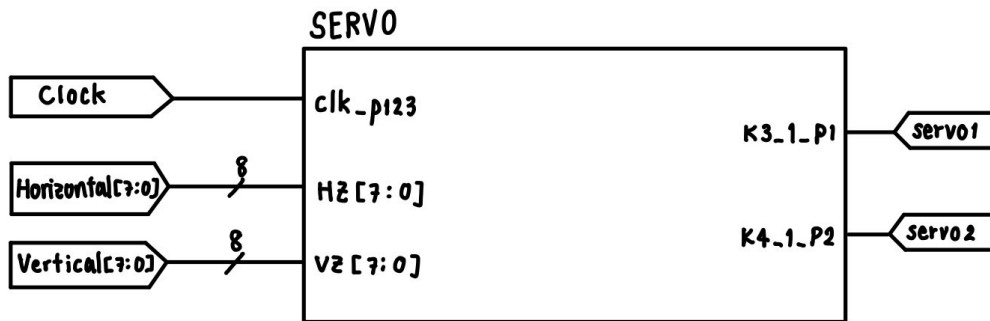 SERVO
Clock
clk_p123
K3_1_P1
servo1
Horizontal[7:0]
8
HZ[7:0]
K4_1_P2
servo2
Vertical[7:0]
8
VZ[7:0]